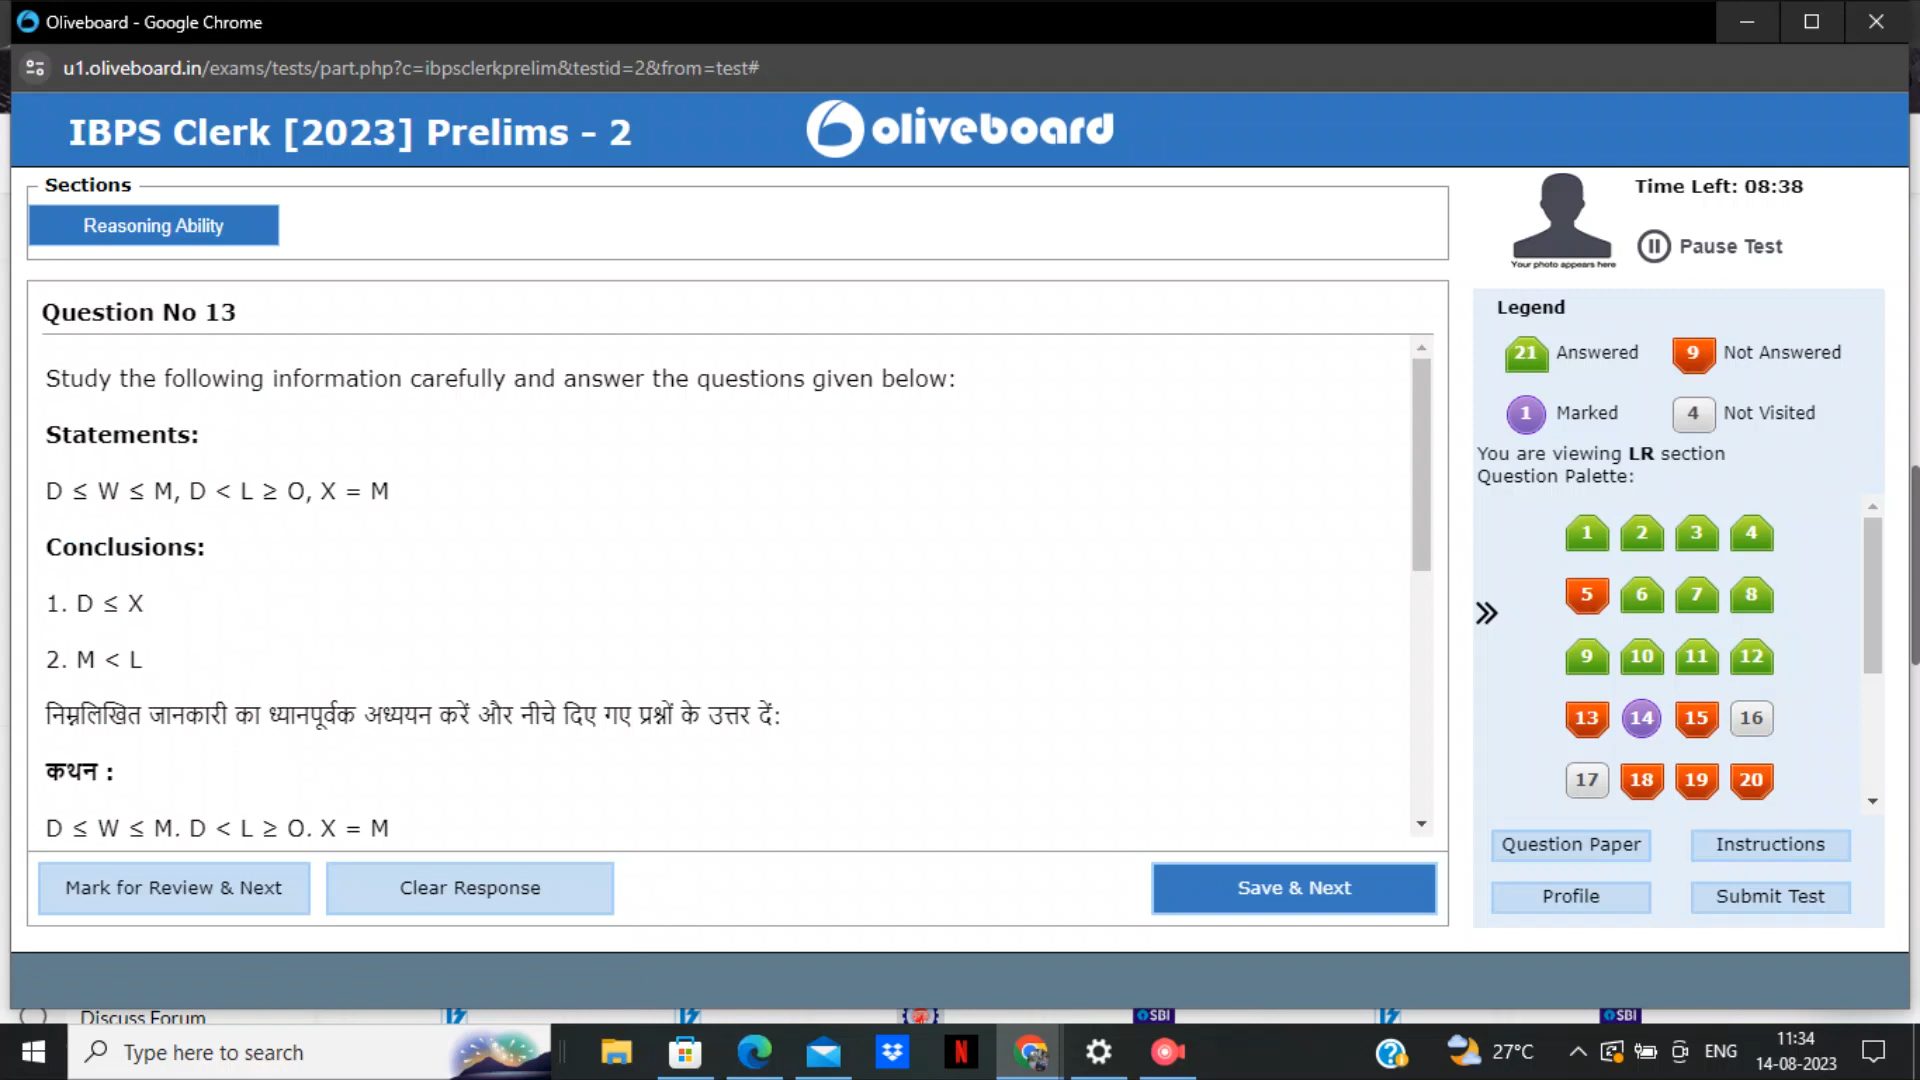 Oliveboard - Google Chrome
u1.oliveboard.in/exams/tests/part.php?c=ibpsclerkprelim&testid=2&from=test#
IBPS Clerk [2023] Prelims - 2
oliveboard
Sections
Reasoning Ability
Your photo appears here
Time Left: 08:38
Pause Test
Question No 13
Study the following information carefully and answer the questions given below:
Statements:
D ≤ W ≤ M, D < L ≥ O, X = M
Conclusions:
1. D ≤ X
2. M < L
निम्नलिखित जानकारी का ध्यानपूर्वक अध्ययन करें और नीचे दिए गए प्रश्नों के उत्तर दें:
कथन :
D ≤ W ≤ M, D < L ≥ O, X = M
Mark for Review & Next
Clear Response
Save & Next
Legend
21 Answered
9 Not Answered
1 Marked
4 Not Visited
You are viewing LR section
Question Palette:
1 2 3 4
5 6 7 8
9 10 11 12
13 14 15 16
17 18 19 20
Question Paper
Instructions
Profile
Submit Test
Discuss Forum
SBI
SBI
Type here to search
27°C
ENG
11:34
14-08-2023